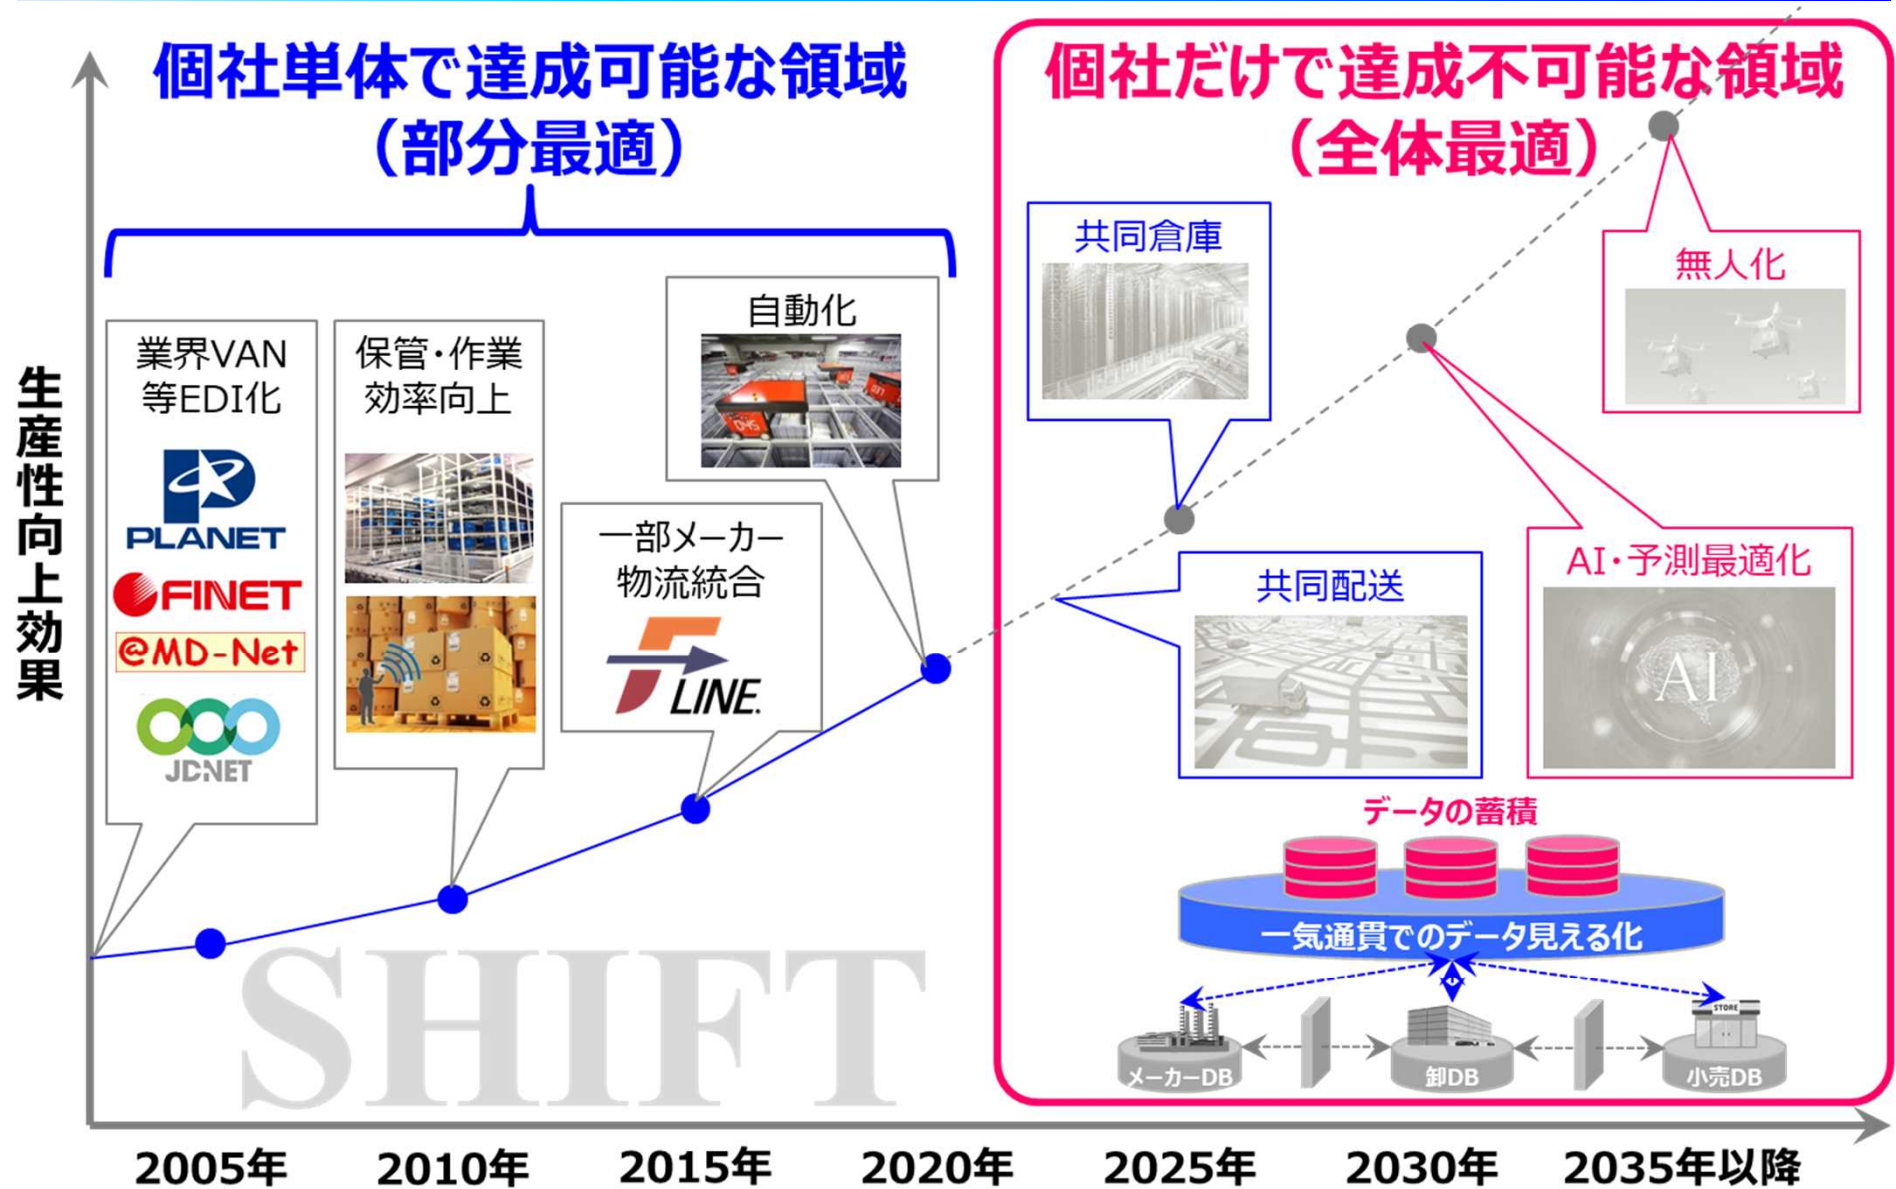 個社単体で達成可能な領域
（部分最適）
個社だけで達成不可能な領域
（全体最適）
生産性向上効果
業界VAN
等EDI化
PLANET
FINET
@MD-Net
JD-NET
保管・作業
効率向上
一部メーカー
物流統合
F
LINE.
自動化
共同倉庫
共同配送
無人化
AI・予測最適化
AI
データの蓄積
一気通貫でのデータ見える化
STORE
メーカーDB
卸DB
小売DB
SHIFT
2005年
2010年
2015年
2020年
2025年
2030年
2035年以降